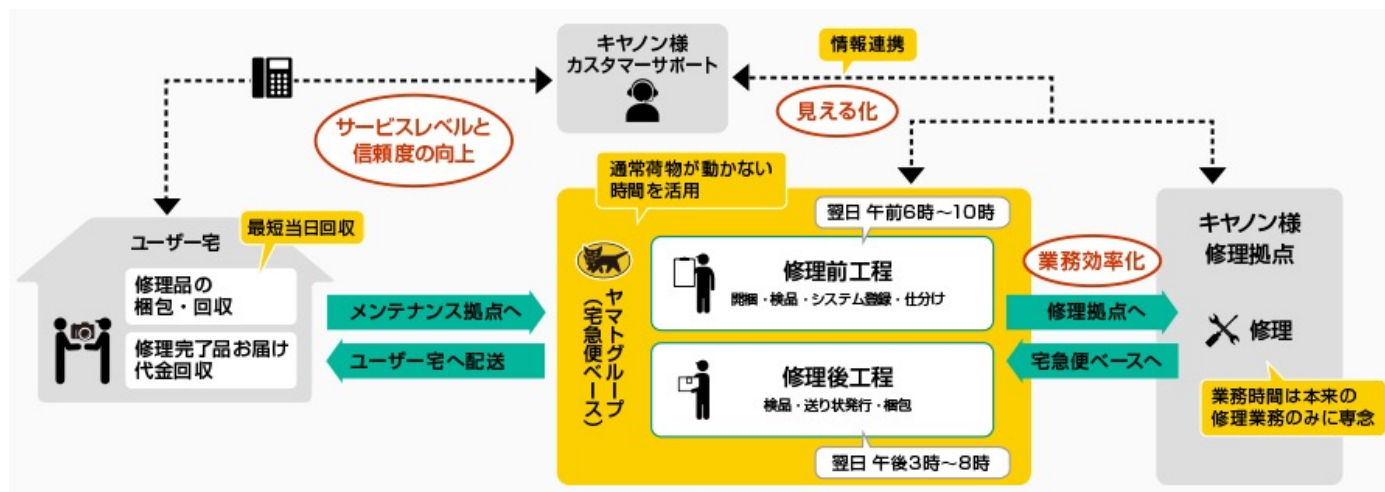 キヤノン様
カスタマーサポート
情報連携
見える化
サービスレベルと
信頼度の向上
通常荷物が動かない
時間を活用
ユーザー宅
最短当日回収
修理品の
梱包・回収
修理完了品お届け
代金回収
メンテナンス拠点へ
ユーザー宅へ配送
ヤマトグループ
（宅急便ベース）
翌日 午前6時～10時
修理前工程
開梱・検品・システム登録・仕分け
修理後工程
検品・送り状発行・梱包
翌日 午後3時～8時
業務効率化
修理拠点へ
宅急便ベースへ
キヤノン様
修理拠点
修理
業務時間は本来の
修理業務のみに専念